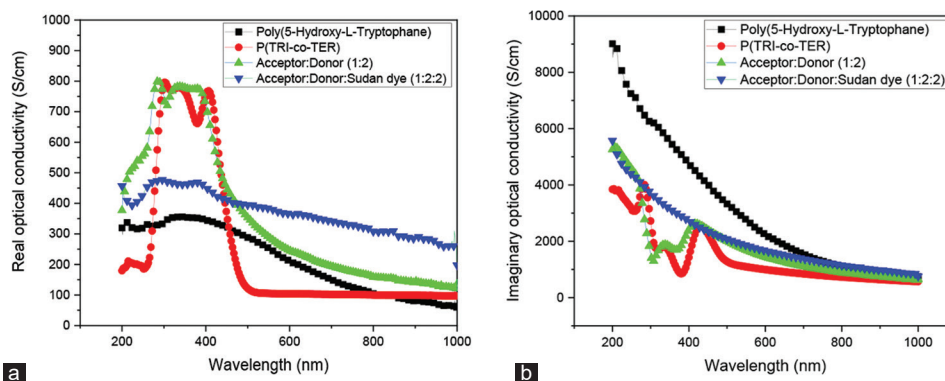 1000
900
800
700
600
500
400
300
200
100
0
Real optical conductivity (S/cm)
Poly(5-Hydroxy-L-Tryptophane)
P(TRI-co-TER)
Acceptor:Donor (1:2)
Acceptor:Donor:Sudan dye (1:2:2)
200 400 600 800 1000
Wavelength (nm)
a
10000
8000
6000
4000
2000
0
Imaginary optical conductivity (S/cm)
Poly(5-Hydroxy-L-Tryptophane)
P(TRI-co-TER)
Acceptor:Donor (1:2)
Acceptor:Donor:Sudan dye (1:2:2)
0 200 400 600 800 1000
Wavelength (nm)
b